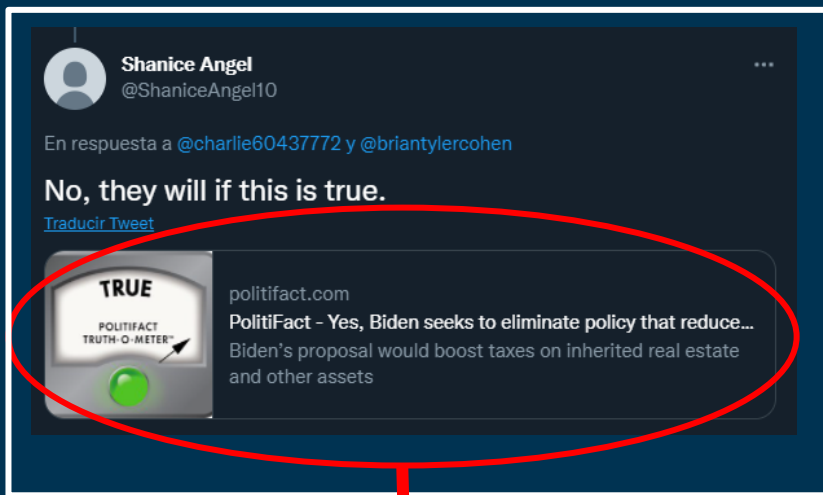 Shanice Angel
@ShaniceAngel10
En respuesta a @charlie60437772 y @briantylercohen
No, they will if this is true.
Traducir Tweet
TRUE
POLITIFACT
TRUTH-O-METER™
politifact.com
PolitiFact - Yes, Biden seeks to eliminate policy that reduce...
Biden's proposal would boost taxes on inherited real estate
and other assets